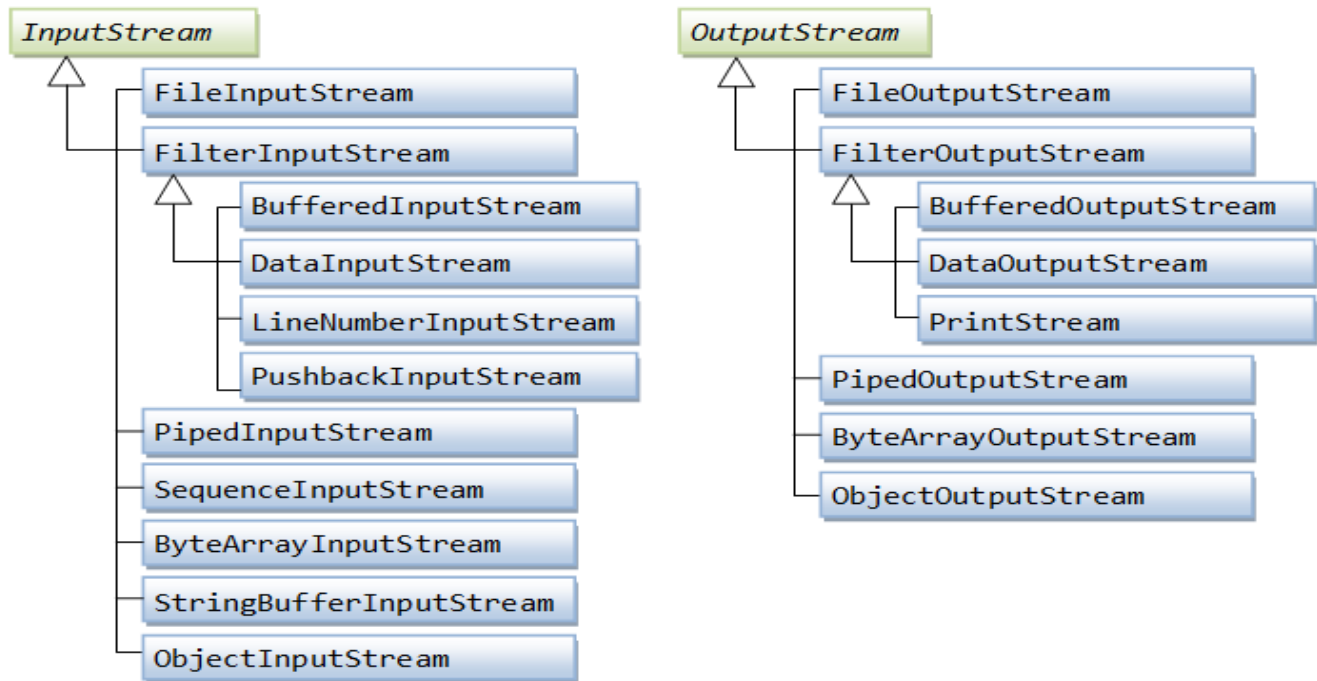 InputStream
FileInputStream
FilterInputStream
BufferedInputStream
DataInputStream
LineNumberInputStream
PushbackInputStream
PipedInputStream
SequenceInputStream
ByteArrayInputStream
StringBufferInputStream
ObjectInputStream
OutputStream
FileOutputStream
FilterOutputStream
BufferedOutputStream
DataOutputStream
PrintStream
PipedOutputStream
ByteArrayOutputStream
ObjectOutputStream